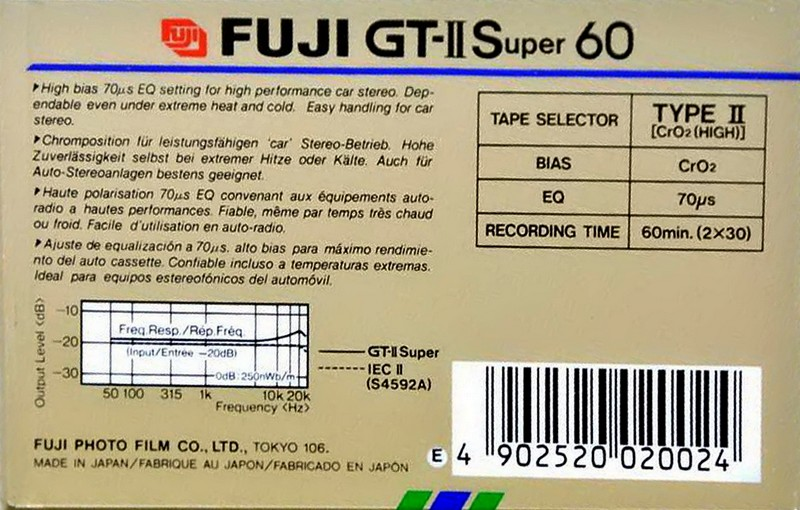 FUJI FUJI GT-II Super 60
▶High bias 70µs EQ setting for high performance car stereo. Dep-
endable even under extreme heat and cold. Easy handling for car
stereo.
▶Chromposition für leistungsfähigen 'car' Stereo-Betrieb. Hohe
Zuverlässigkeit selbst bei extremer Hitze oder Kälte. Auch für
Auto-Stereoanlagen bestens geeignet.
▶Haute polarisation 70µs EQ convenant aux équipements auto-
radio a hautes performances. Fiable, même par temps très chaud
ou froid. Facile d'utilisation en auto-radio.
▶Ajuste de equalización a 70µs. alto bias para máximo rendimie-
nto del auto cassette. Confiable incluso a temperaturas extremas.
Ideal para equipos estereofónicos del automóvil.
TAPE SELECTOR TYPE II
[CrO2 (HIGH)]
BIAS CrO2
EQ 70µs
RECORDING TIME 60min. (2×30)
Output Level <dB>
-10
-20
-30
Freq.Resp./Rép.Fréq.
(Input/Entrée -20dB)
0dB: 250nWb/m
50 100 315 1k 10k 20k
Frequency <Hz>
GT-II Super
IEC II
(S4592A)
FUJI PHOTO FILM CO., LTD., TOKYO 106.
MADE IN JAPAN/FABRIQUE AU JAPON/FABRICADO EN JAPÓN
E 4 902520 020024